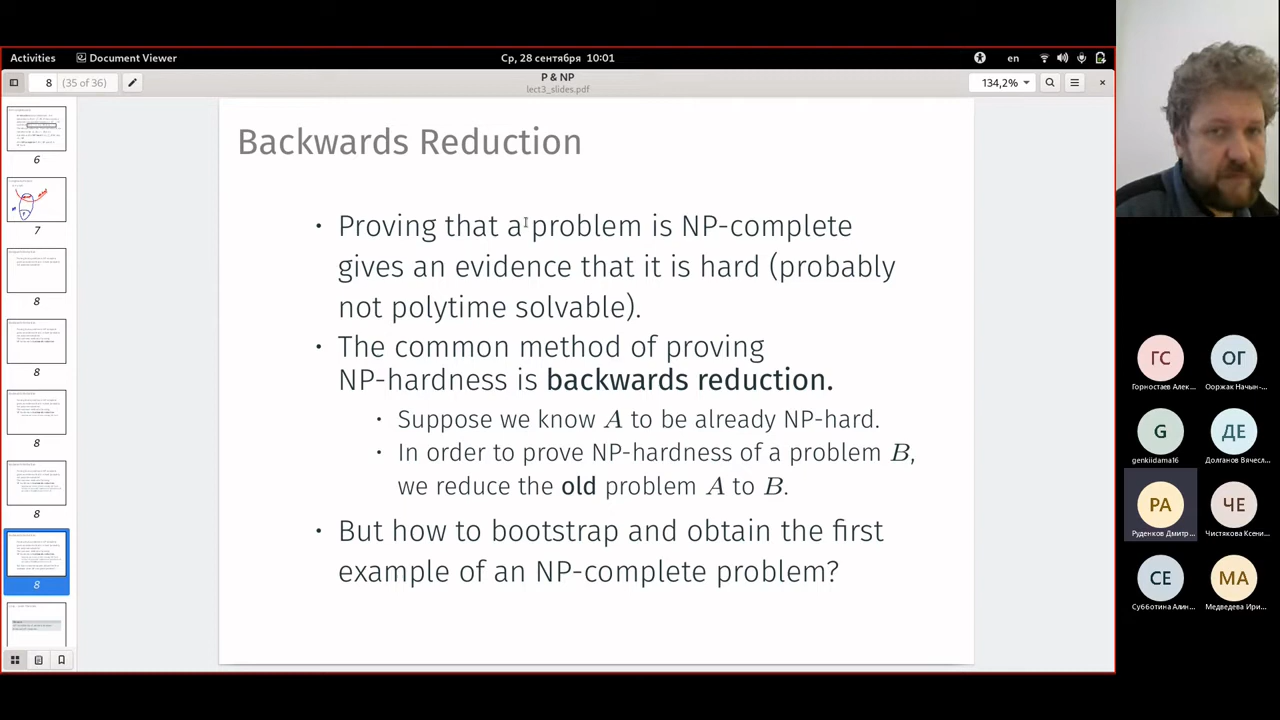 Activities
Document Viewer
Ср, 28 сентября 10:01
en
8
(35 of 36)
P & NP
lect3_slides.pdf
134,2%
6
7
8
8
8
8
8
Backwards Reduction
• Proving that a problem is NP-complete
gives an evidence that it is hard (probably
not polytime solvable).
• The common method of proving
NP-hardness is backwards reduction.
• Suppose we know A to be already NP-hard.
• In order to prove NP-hardness of a problem B,
we reduce the old problem A to B.
• But how to bootstrap and obtain the first
example of an NP-complete problem?
ГС
ОГ
Горностаев Алек...
Ооржак Начын-...
G
ДЕ
genkiidama16
Долганов Вячесл...
РА
ЧЕ
Руденков Дмитр...
Чистякова Ксени...
СЕ
МА
Субботина Алин...
Медведева Ири...